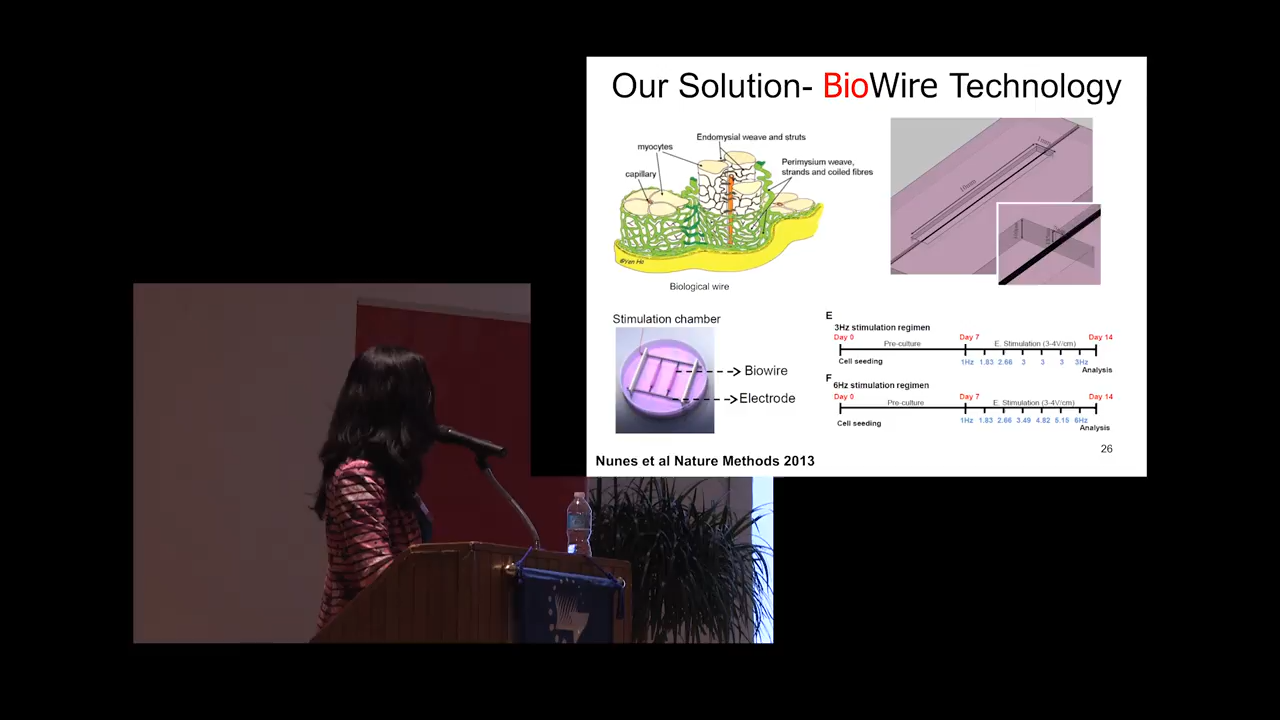 Our Solution- BioWire Technology
Endomysial weave and struts
myocytes
Perimysium weave,
strands and coiled fibres
capillary
©Yen Ho
Biological wire
10mm
Stimulation chamber
Biowire
Electrode
E
3Hz stimulation regimen
Day 0
Day 7
Day 14
Pre-culture
E. Stimulation (3-4V/cm)
Cell seeding
1Hz 1.83 2.66 3 3 3 3Hz
Analysis
F
6Hz stimulation regimen
Day 0
Day 7
Day 14
Pre-culture
E. Stimulation (3-4V/cm)
Cell seeding
1Hz 1.83 2.66 3.49 4.82 5.15 6Hz
Analysis
26
Nunes et al Nature Methods 2013